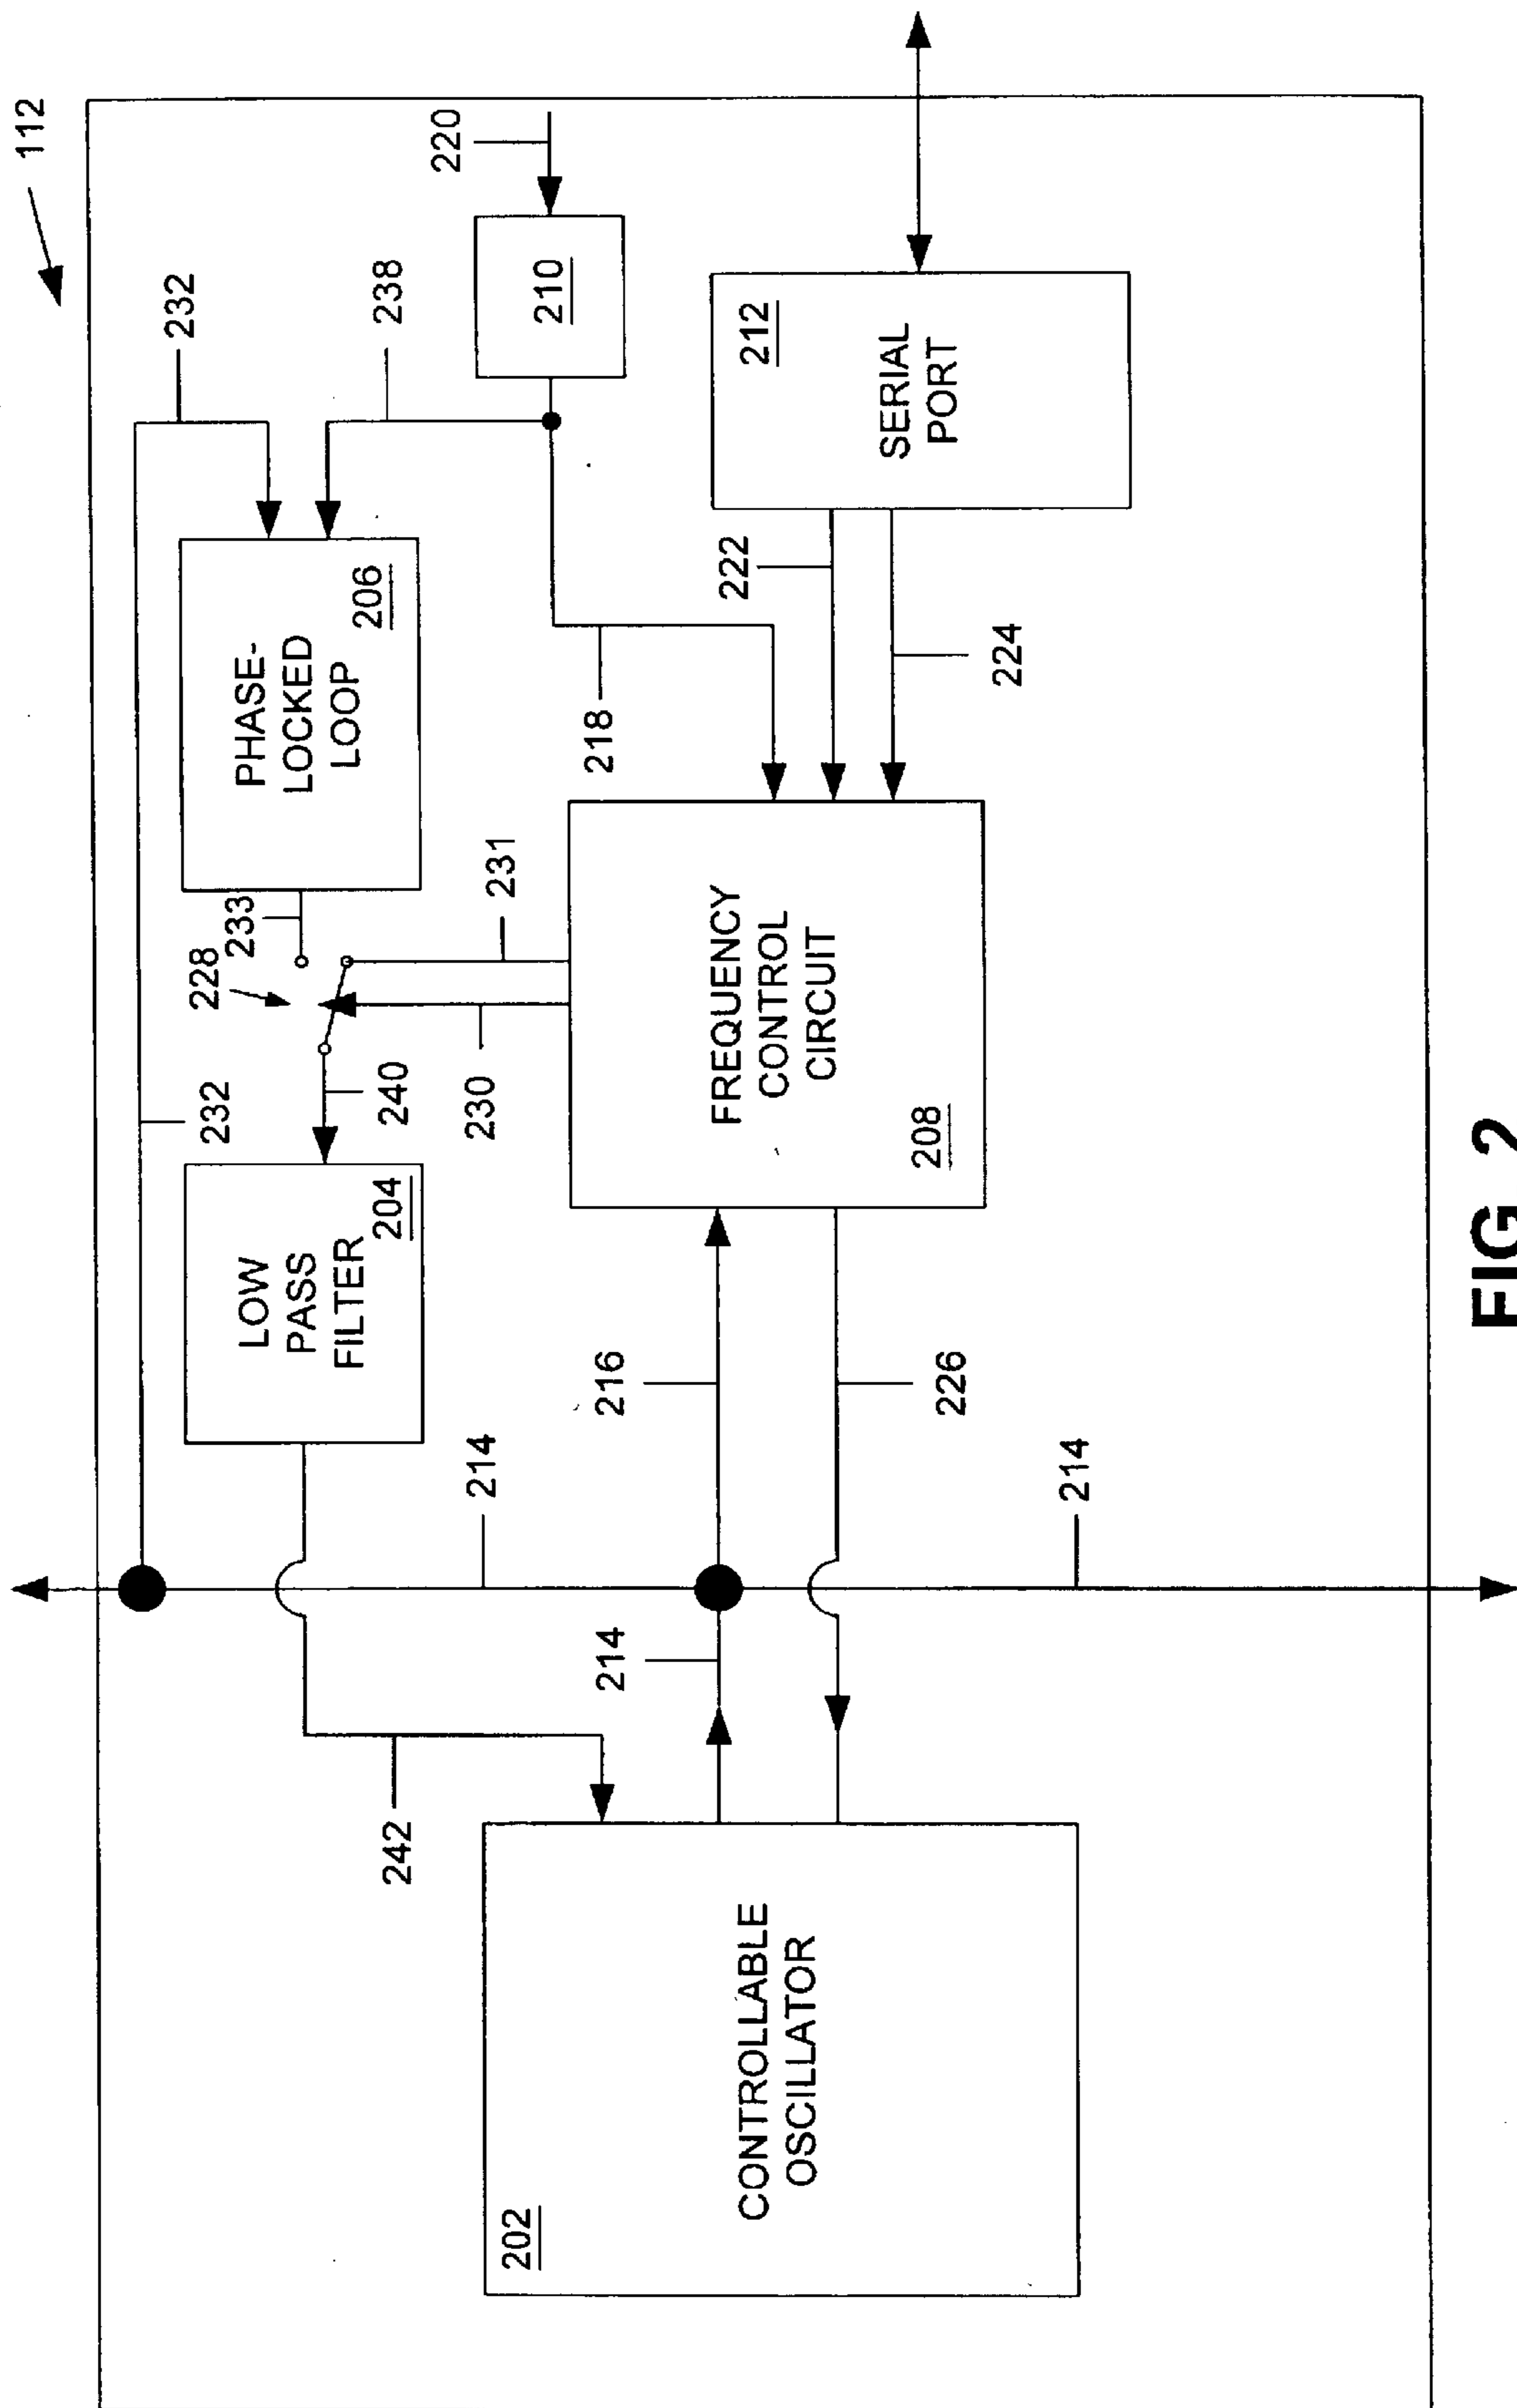 112
232
232
PHASE-
LOCKED
LOOP
206
238
220
210
228
233
231
240
230
LOW
PASS
FILTER
204
218
222
224
212
SERIAL
PORT
FREQUENCY
CONTROL
CIRCUIT
208
214
216
226
214
214
242
202
CONTROLLABLE
OSCILLATOR
FIG. 2